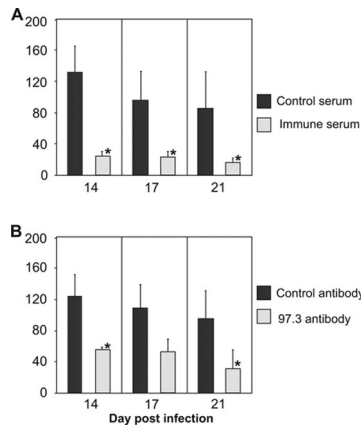 A
200
160
120
80
40
0
*
*
*
14 17 21
Control serum
Immune serum
B
200
160
120
80
40
0
*
*
14 17 21
Day post infection
Control antibody
97.3 antibody